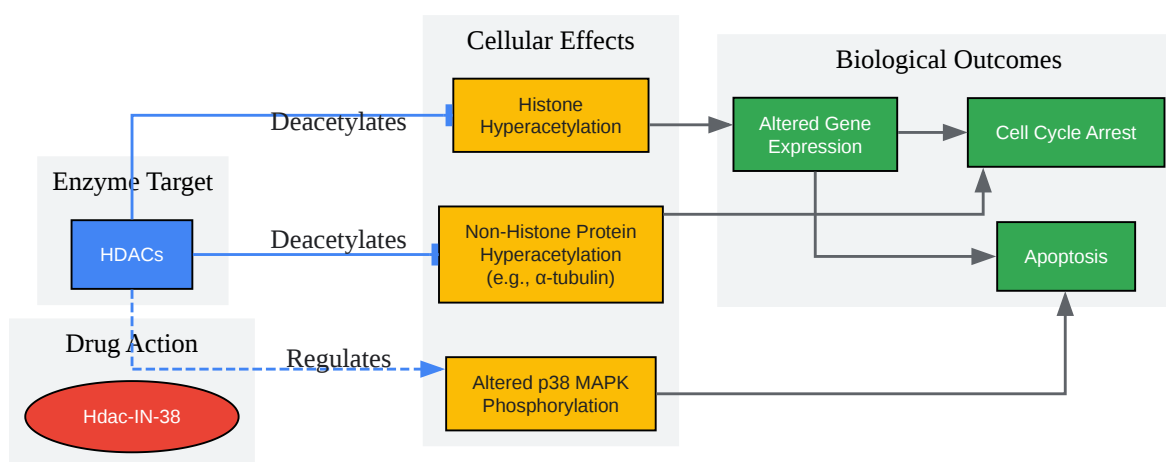 Cellular Effects
Biological Outcomes
Histone
Hyperacetylation
Altered Gene
Expression
Cell Cycle Arrest
Deacetylates
Enzyme Target
HDACs
Deacetylates
Non-Histone Protein
Hyperacetylation
(e.g., α-tubulin)
Apoptosis
Drug Action
Regulates
Altered p38 MAPK
Phosphorylation
Hdac-IN-38